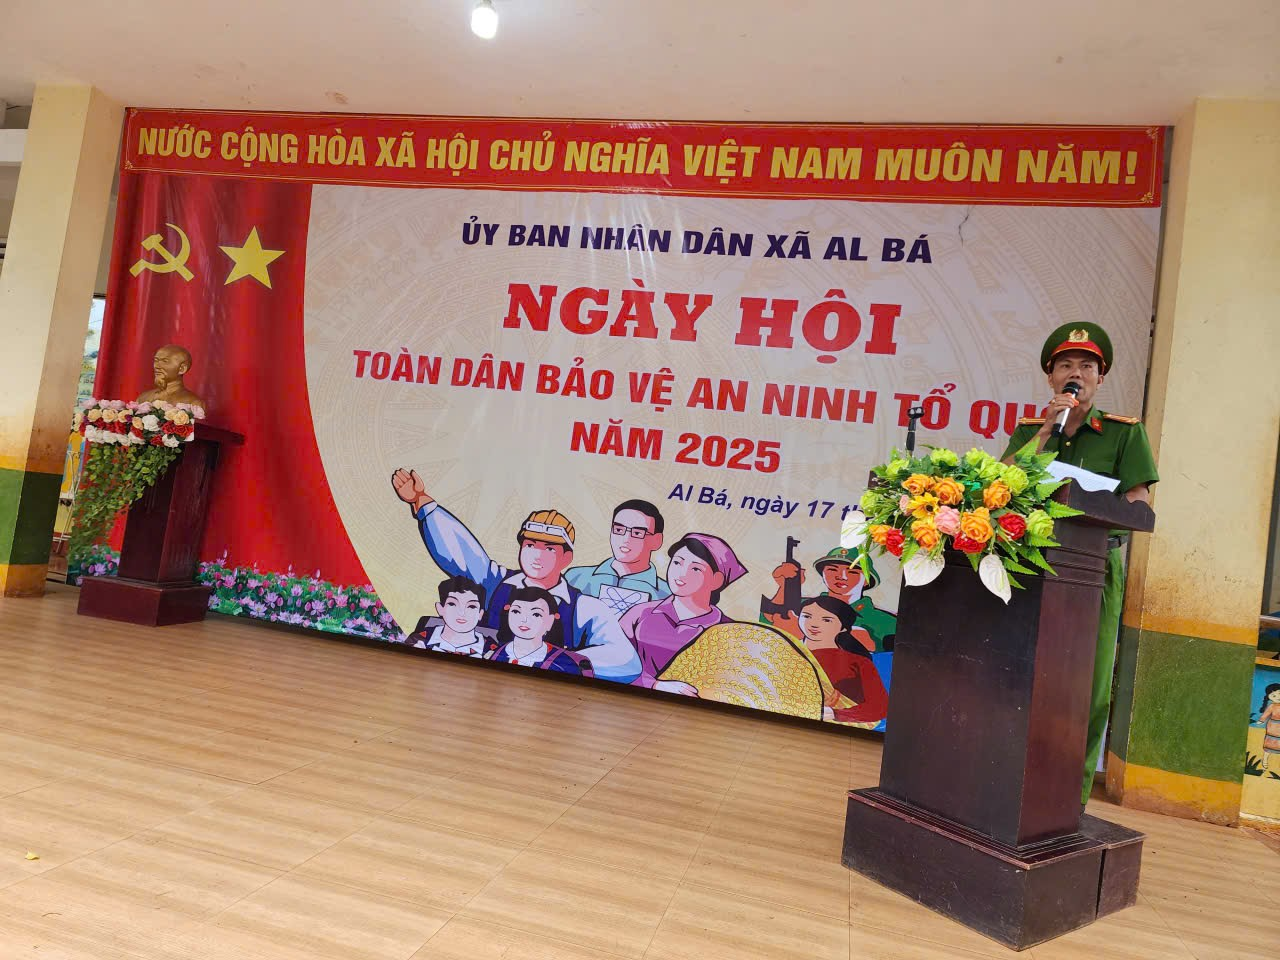 NƯỚC CỘNG HÒA XÃ HỘI CHỦ NGHĨA VIỆT NAM MUÔN NĂM!
ỦY BAN NHÂN DÂN XÃ AL BÁ
NGÀY HỘI
TOÀN DÂN BẢO VỆ AN NINH TỔ
NĂM 2025
Al Bá, ngày 17